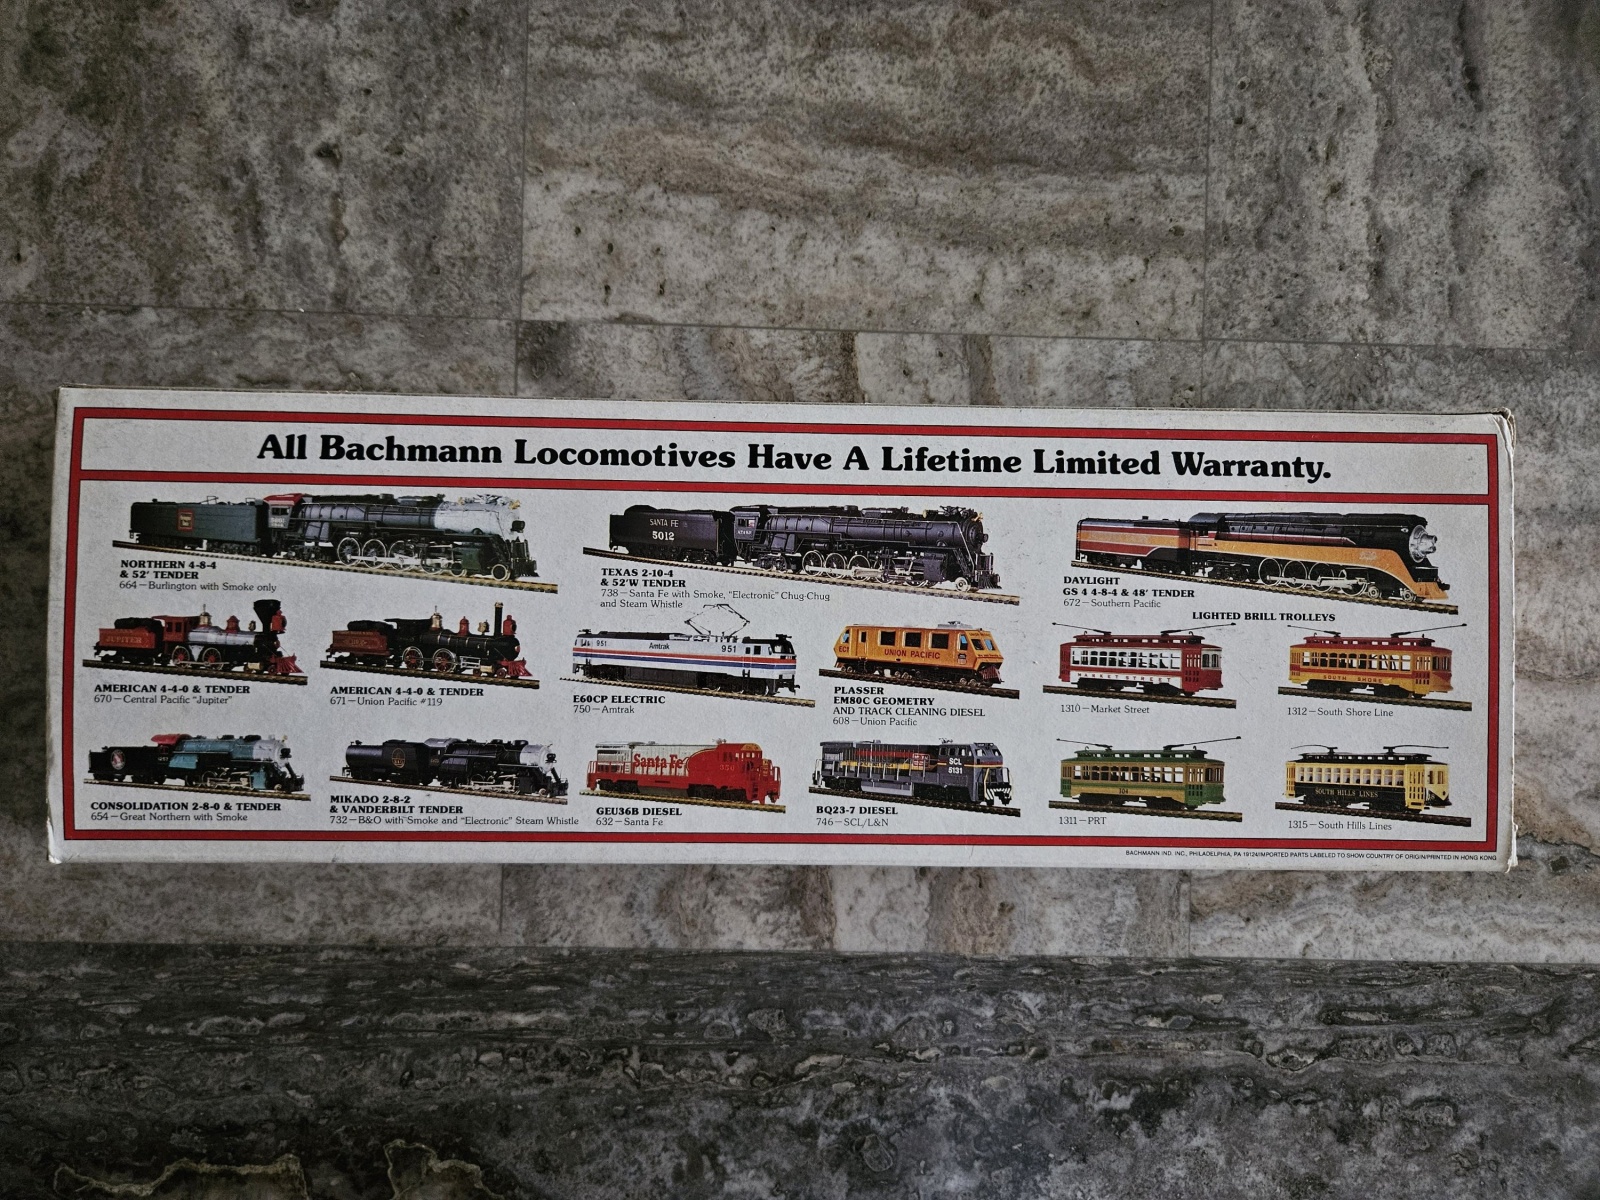 All Bachmann Locomotives Have A Lifetime Limited Warranty.
SANTA FE
5012
NORTHERN 4-8-4
& 52' TENDER
664—Burlington with Smoke only
TEXAS 2-10-4
& 52'W TENDER
738—Santa Fe with Smoke, "Electronic" Chug-Chug
and Steam Whistle
DAYLIGHT
GS 4 4-8-4 & 48' TENDER
672—Southern Pacific
LIGHTED BRILL TROLLEYS
JUPITER
AMERICAN 4-4-0 & TENDER
670—Central Pacific "Jupiter"
AMERICAN 4-4-0 & TENDER
671—Union Pacific #119
951
Amtrak
951
E60CP ELECTRIC
750—Amtrak
UNION PACIFIC
PLASSER
EM80C GEOMETRY
AND TRACK CLEANING DIESEL
608—Union Pacific
MARKET STREET
1310—Market Street
SOUTH SHORE
1312—South Shore Line
CONSOLIDATION 2-8-0 & TENDER
654—Great Northern with Smoke
MIKADO 2-8-2
& VANDERBILT TENDER
732—B&O with Smoke and "Electronic" Steam Whistle
Santa Fe
GEU36B DIESEL
632—Santa Fe
SCL
5131
BQ23-7 DIESEL
746—SCL/L&N
1311—PRT
SOUTH HILLS LINES
1315—South Hills Lines
BACHMANN IND. INC., PHILADELPHIA, PA 19124/IMPORTED PARTS LABELED TO SHOW COUNTRY OF ORIGIN/PRINTED IN HONG KONG